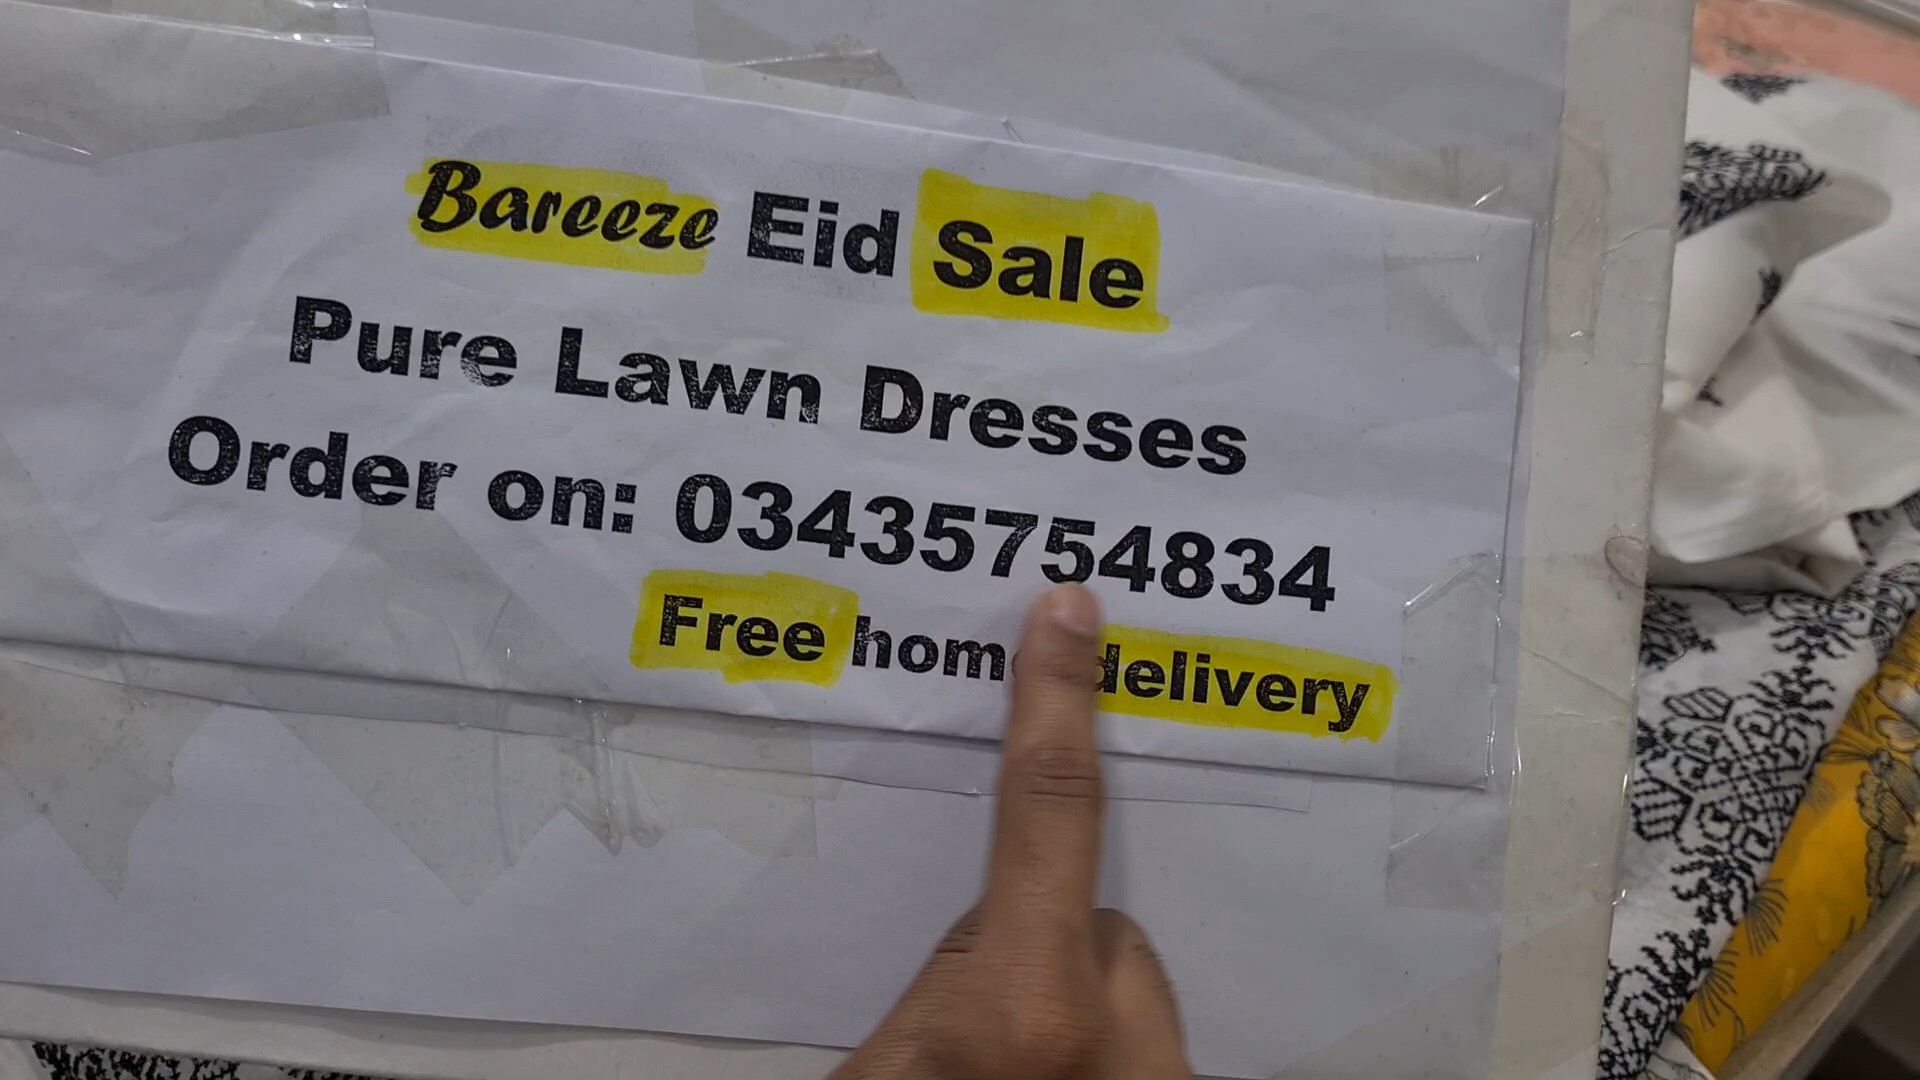 Bareeze Eid Sale
Pure Lawn Dresses
Order on: 03435754834
Free home delivery